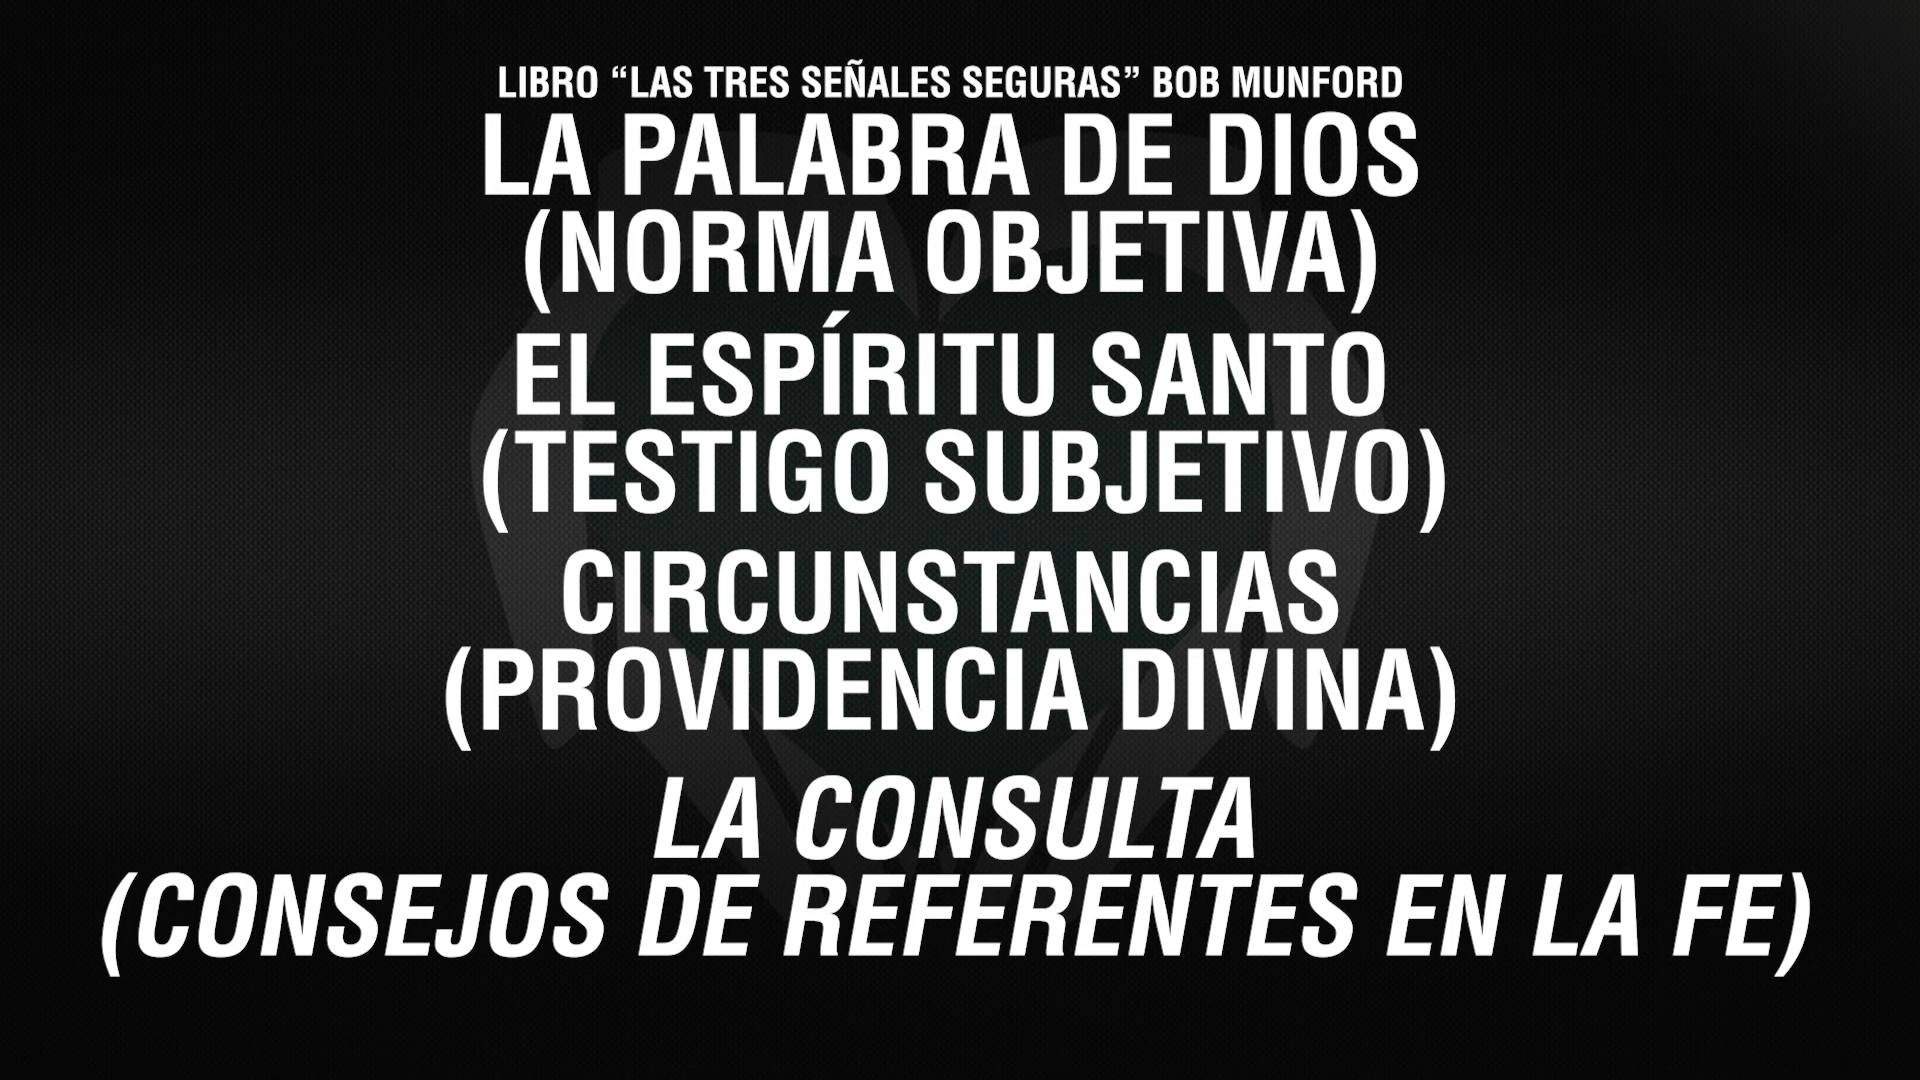 LIBRO “LAS TRES SEÑALES SEGURAS” BOB MUNFORD
LA PALABRA DE DIOS
(NORMA OBJETIVA)
EL ESPÍRITU SANTO
(TESTIGO SUBJETIVO)
CIRCUNSTANCIAS
(PROVIDENCIA DIVINA)
LA CONSULTA
(CONSEJOS DE REFERENTES EN LA FE)